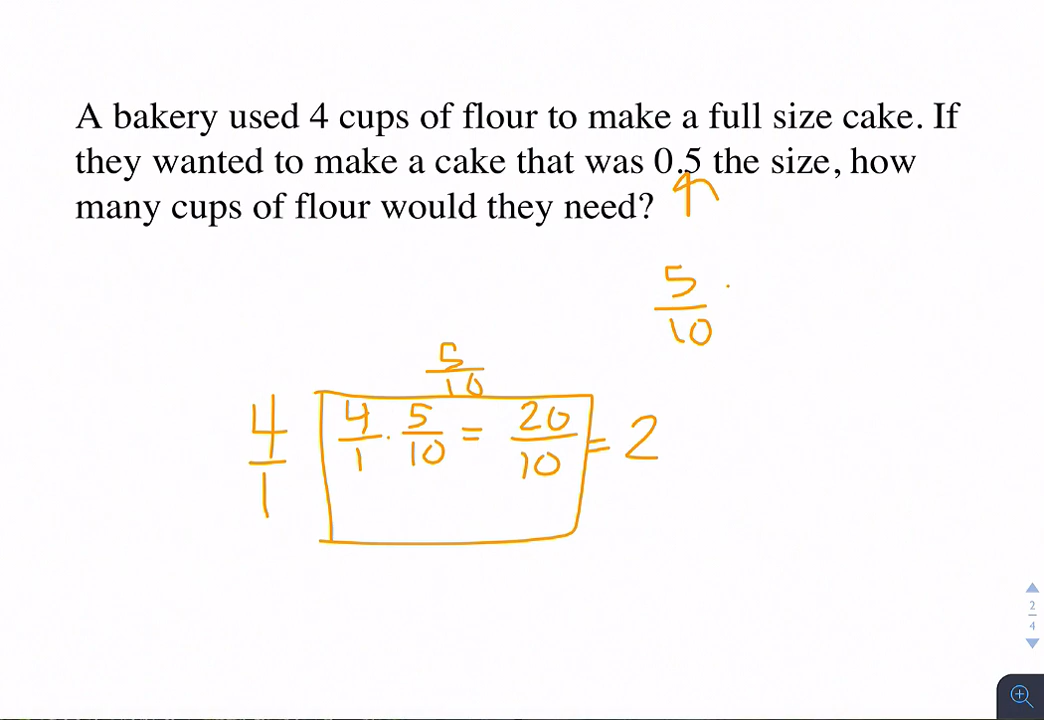 A bakery used 4 cups of flour to make a full size cake. If
they wanted to make a cake that was 0.5 the size, how
many cups of flour would they need?
5/10 ·
5/10
4/1 4/1 · 5/10 = 20/10 = 2
2/4